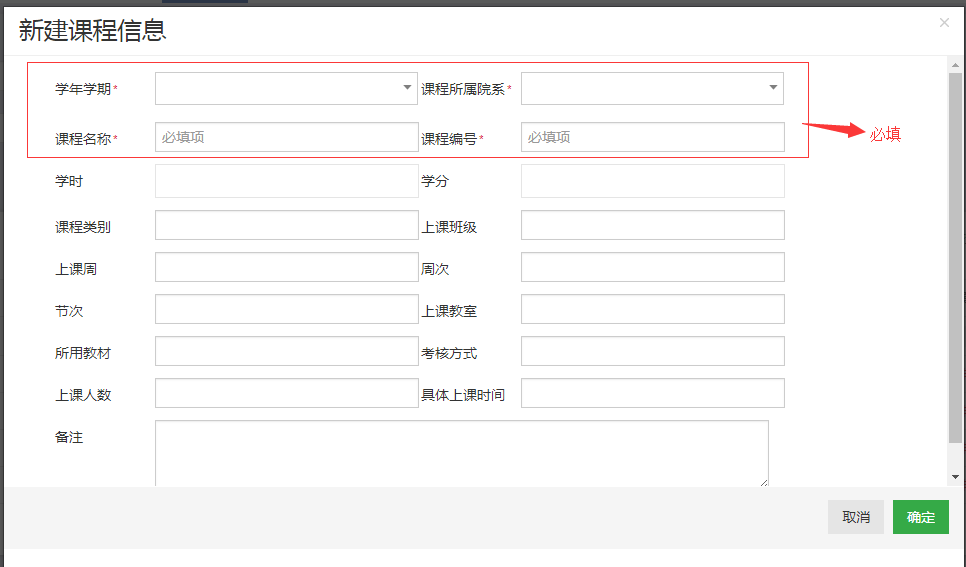 新建课程信息
×
学年学期* 课程所属院系*
课程名称* 必填项 课程编号* 必填项
必填
学时 学分
课程类别 上课班级
上课周 周次
节次 上课教室
所用教材 考核方式
上课人数 具体上课时间
备注
取消 确定